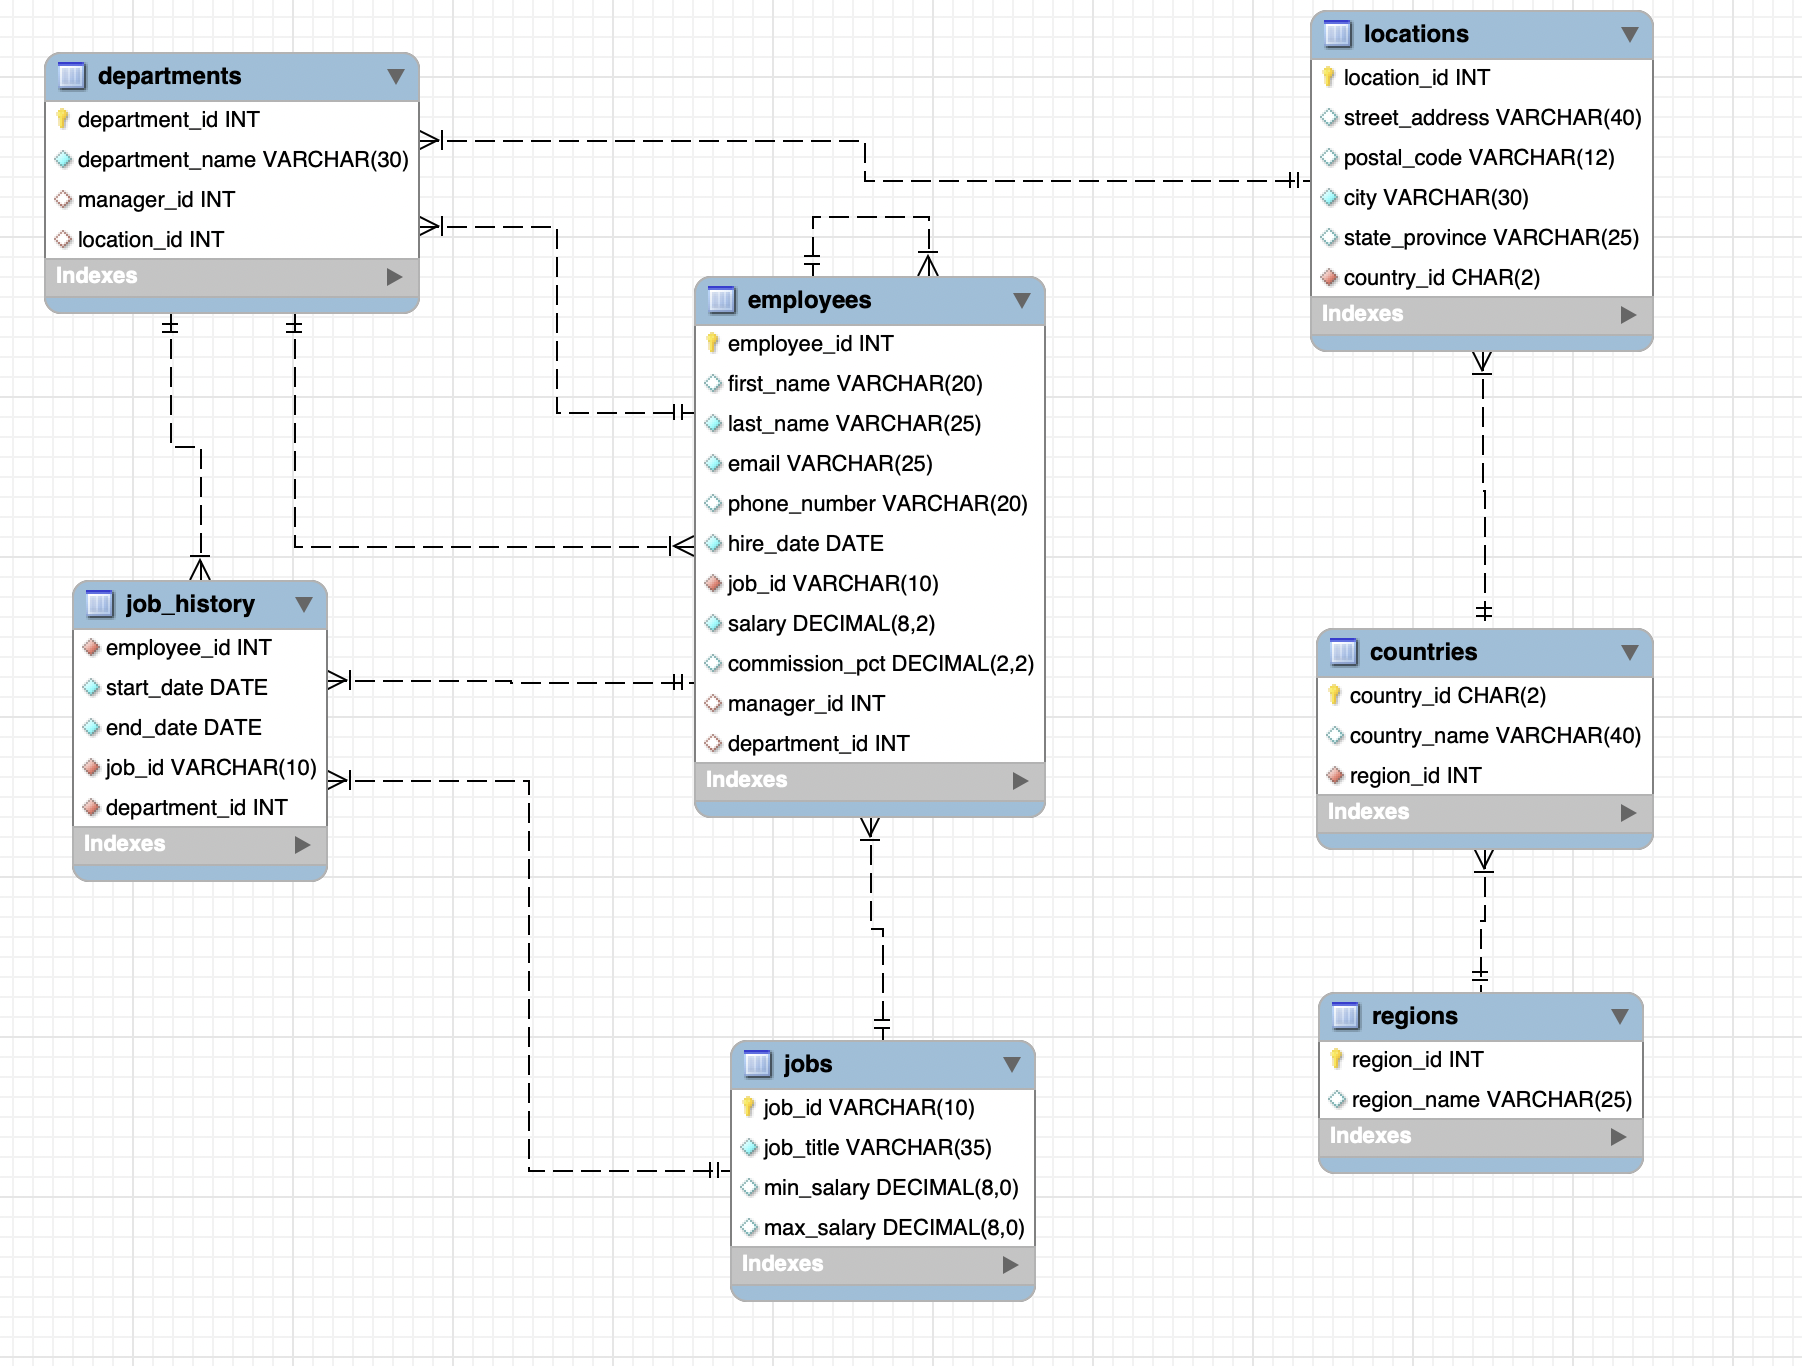 departments
department_id INT
department_name VARCHAR(30)
manager_id INT
location_id INT
Indexes
locations
location_id INT
street_address VARCHAR(40)
postal_code VARCHAR(12)
city VARCHAR(30)
state_province VARCHAR(25)
country_id CHAR(2)
Indexes
employees
employee_id INT
first_name VARCHAR(20)
last_name VARCHAR(25)
email VARCHAR(25)
phone_number VARCHAR(20)
hire_date DATE
job_id VARCHAR(10)
salary DECIMAL(8,2)
commission_pct DECIMAL(2,2)
manager_id INT
department_id INT
Indexes
job_history
employee_id INT
start_date DATE
end_date DATE
job_id VARCHAR(10)
department_id INT
Indexes
countries
country_id CHAR(2)
country_name VARCHAR(40)
region_id INT
Indexes
regions
region_id INT
region_name VARCHAR(25)
Indexes
jobs
job_id VARCHAR(10)
job_title VARCHAR(35)
min_salary DECIMAL(8,0)
max_salary DECIMAL(8,0)
Indexes